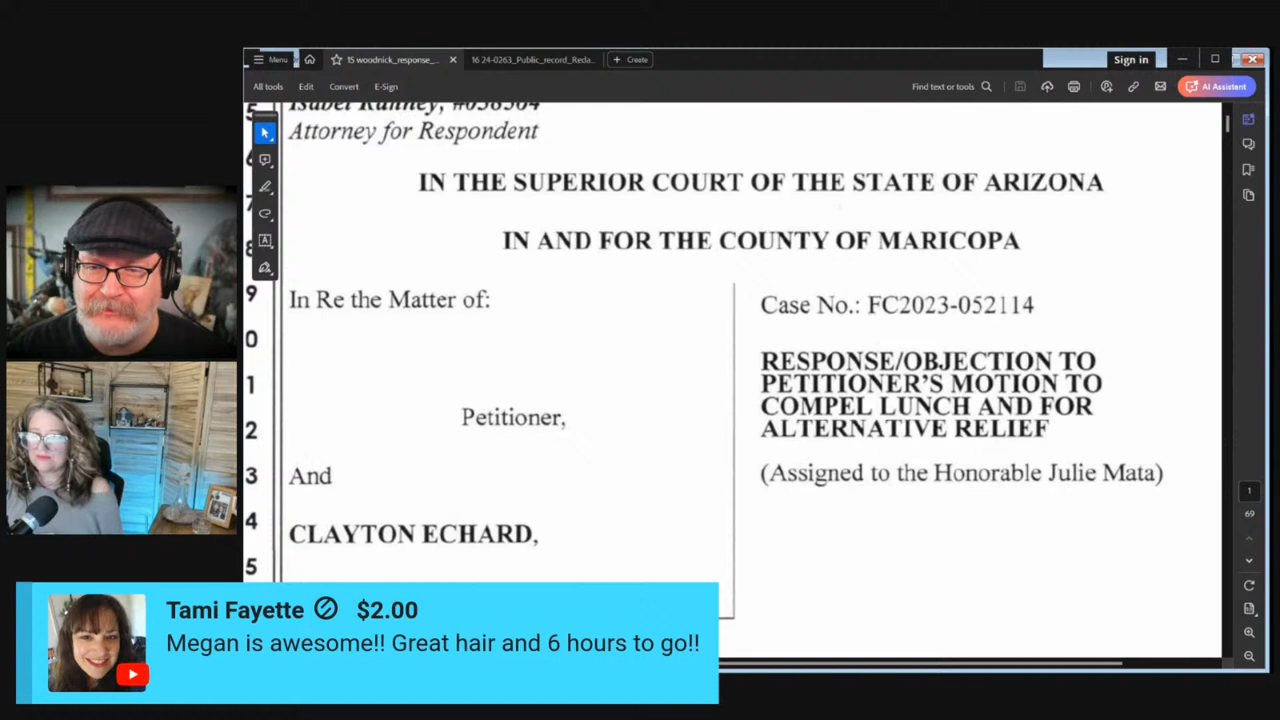 Menu
15 woodnick_response_...
16 24-0263_Public_record_Reda...
Create
Sign in
All tools
Edit
Convert
E-Sign
Find text or tools
AI Assistant
5
Attorney for Respondent
6
IN THE SUPERIOR COURT OF THE STATE OF ARIZONA
7
8
IN AND FOR THE COUNTY OF MARICOPA
9
In Re the Matter of:
Case No.: FC2023-052114
0
1
RESPONSE/OBJECTION TO
PETITIONER'S MOTION TO
COMPEL LUNCH AND FOR
ALTERNATIVE RELIEF
Petitioner,
2
3
And
(Assigned to the Honorable Julie Mata)
4
CLAYTON ECHARD,
5
1
69
Tami Fayette $2.00
Megan is awesome!! Great hair and 6 hours to go!!